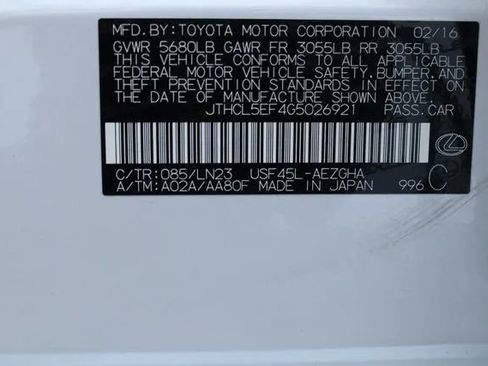 MFD.BY:TOYOTA MOTOR CORPORATION 02/16
GVWR 5680LB GAWR FR 3055LB RR 3055LB
THIS VEHICLE CONFORMS TO ALL APPLICABLE
FEDERAL MOTOR VEHICLE SAFETY,BUMPER,AND
THEFT PREVENTION STANDARDS IN EFFECT ON
THE DATE OF MANUFACTURE SHOWN ABOVE.
JTHCL5EF4G5026921 PASS.CAR
C/TR:085/LN23 USF45L-AEZGHA
A/TM:A02A/AA80F MADE IN JAPAN 996 C